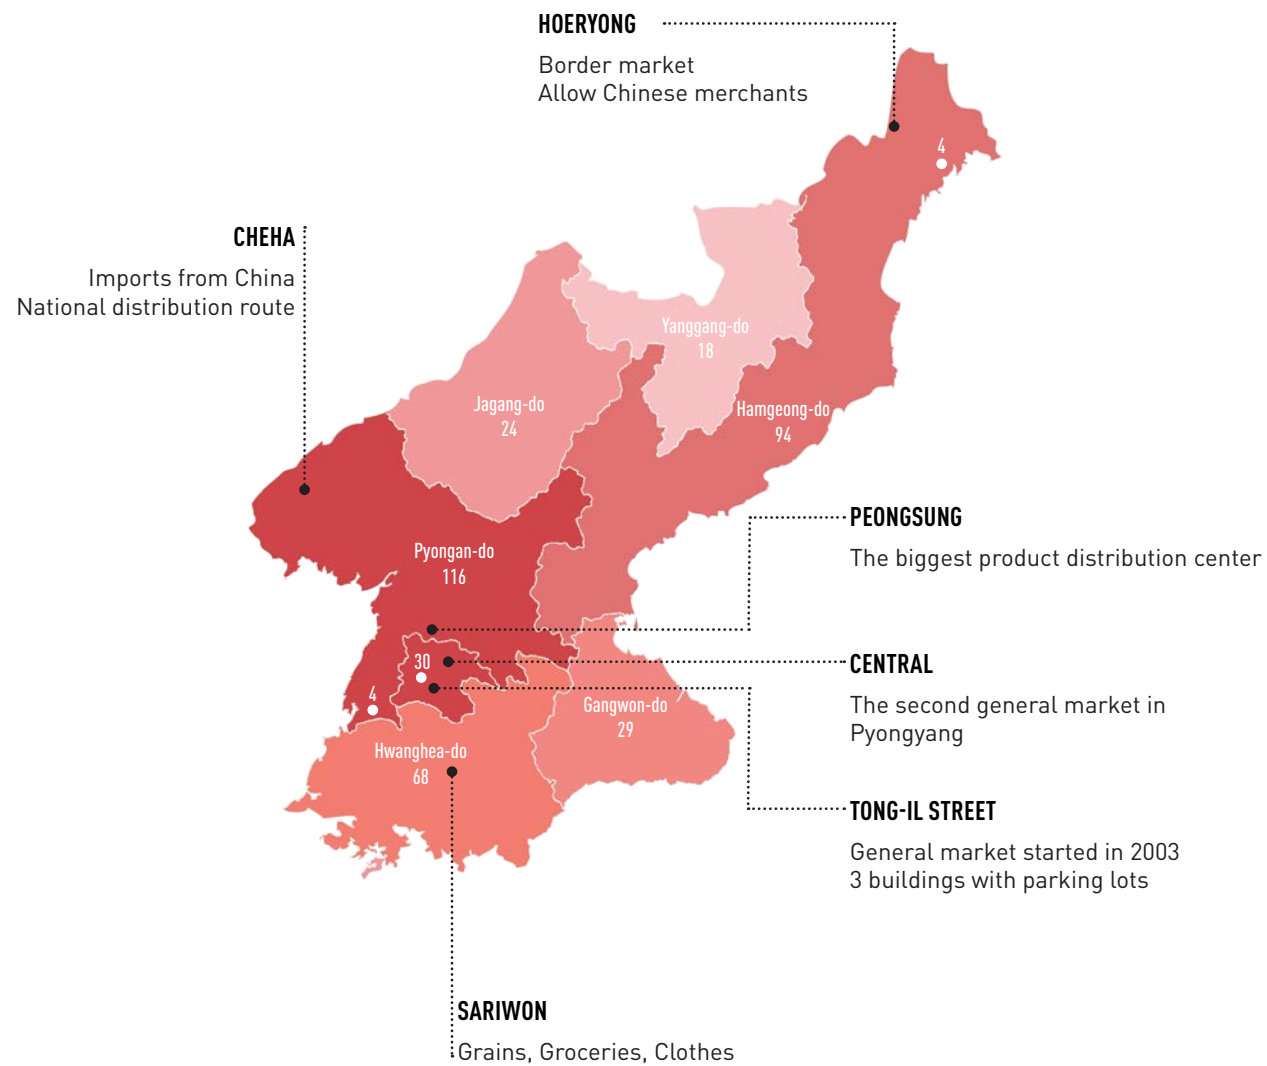 HOERYONG
Border market
Allow Chinese merchants
4
CHEHA
Imports from China
National distribution route
Yanggang-do
18
Jagang-do
24
Hamgeong-do
94
PEONGSUNG
The biggest product distribution center
Pyongan-do
116
30
4
CENTRAL
The second general market in
Pyongyang
Gangwon-do
29
Hwanghea-do
68
TONG-IL STREET
General market started in 2003
3 buildings with parking lots
SARIWON
Grains, Groceries, Clothes